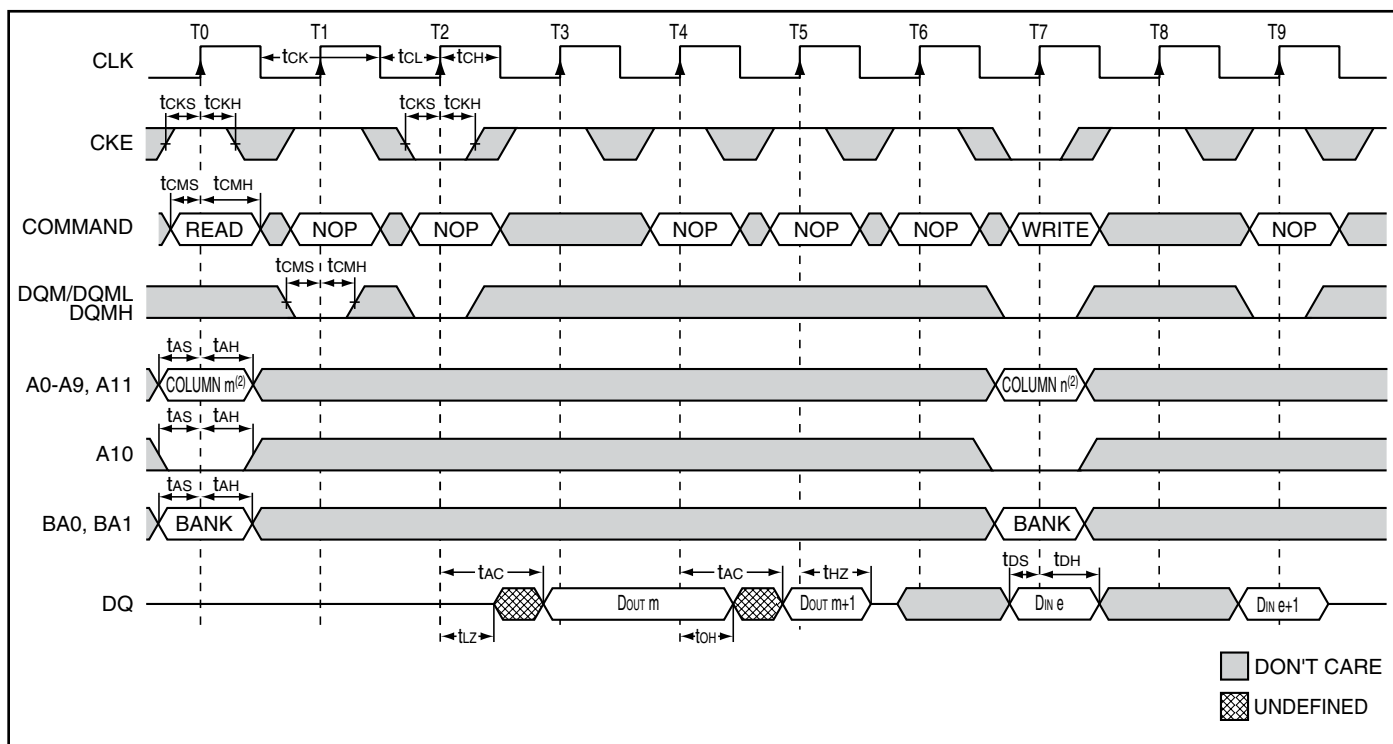 T0 T1 T2 T3 T4 T5 T6 T7 T8 T9
CLK tCK tCL tCH
tCKS tCKH tCKS tCKH
CKE
tCMS tCMH
COMMAND READ NOP NOP NOP NOP NOP WRITE NOP
tCMS tCMH
DQM/DQML
DQMH
tAS tAH
A0-A9, A11 COLUMN m(2) COLUMN n(2)
tAS tAH
A10
tAS tAH
BA0, BA1 BANK BANK
tAC tAC tHZ tDS tDH
DQ DOUT m DOUT m+1 DIN e DIN e+1
tLZ tOH
DON'T CARE
UNDEFINED